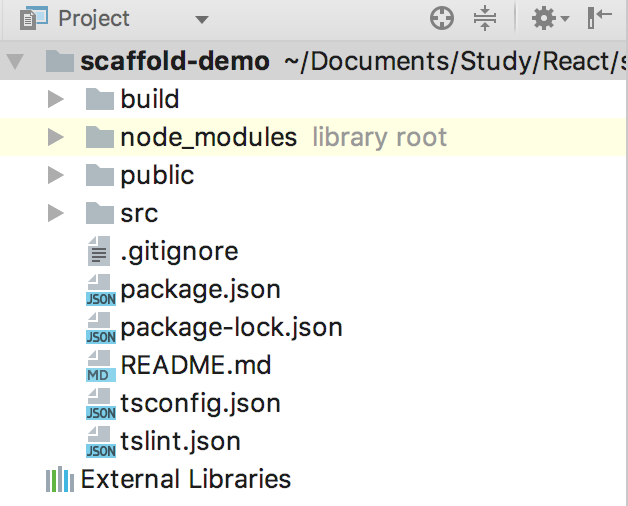 Project
scaffold-demo ~/Documents/Study/React/s
build
node_modules library root
public
src
.gitignore
JSON package.json
JSON package-lock.json
MD README.md
JSON tsconfig.json
JSON tslint.json
External Libraries